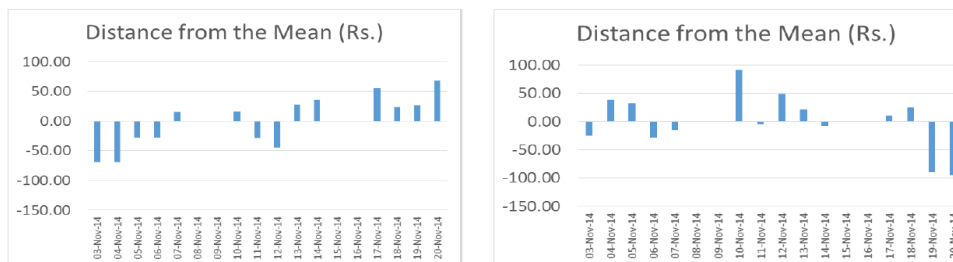 Distance from the Mean (Rs.)
100.00
50.00
0.00
-50.00
-100.00
-150.00
03-Nov-14
04-Nov-14
05-Nov-14
06-Nov-14
07-Nov-14
08-Nov-14
09-Nov-14
10-Nov-14
11-Nov-14
12-Nov-14
13-Nov-14
14-Nov-14
15-Nov-14
16-Nov-14
17-Nov-14
18-Nov-14
19-Nov-14
20-Nov-14
Distance from the Mean (Rs.)
100.00
50.00
0.00
-50.00
-100.00
-150.00
03-Nov-14
04-Nov-14
05-Nov-14
06-Nov-14
07-Nov-14
08-Nov-14
09-Nov-14
10-Nov-14
11-Nov-14
12-Nov-14
13-Nov-14
14-Nov-14
15-Nov-14
16-Nov-14
17-Nov-14
18-Nov-14
19-Nov-14
20-Nov-14